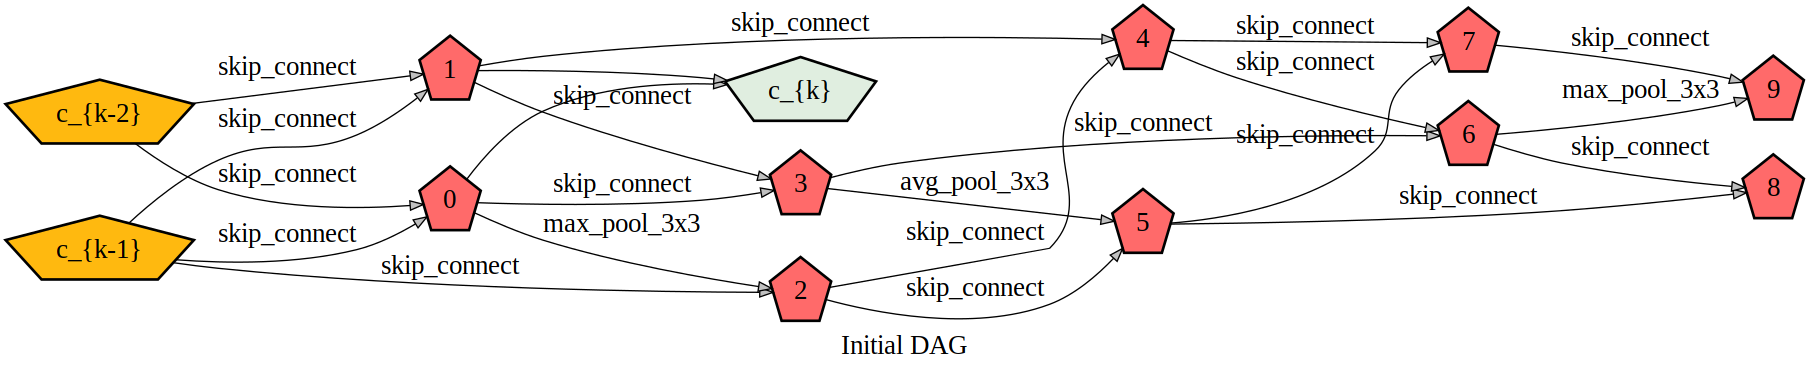 skip_connect
4
skip_connect
7
skip_connect
skip_connect
1
skip_connect
c_{k-2}
skip_connect
skip_connect
c_{k}
skip_connect
skip_connect
6
max_pool_3x3
9
skip_connect
skip_connect
0
skip_connect
3
avg_pool_3x3
skip_connect
8
c_{k-1}
skip_connect
max_pool_3x3
skip_connect
5
skip_connect
2
skip_connect
Initial DAG